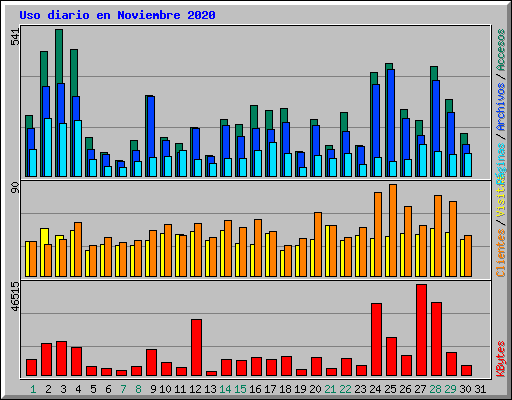 Uso diario en Noviembre 2020
541
90
46515
Clientes / Visitas
Páginas / Archivos / Accesos
KBytes
1 2 3 4 5 6 7 8 9 10 11 12 13 14 15 16 17 18 19 20 21 22 23 24 25 26 27 28 29 30 31